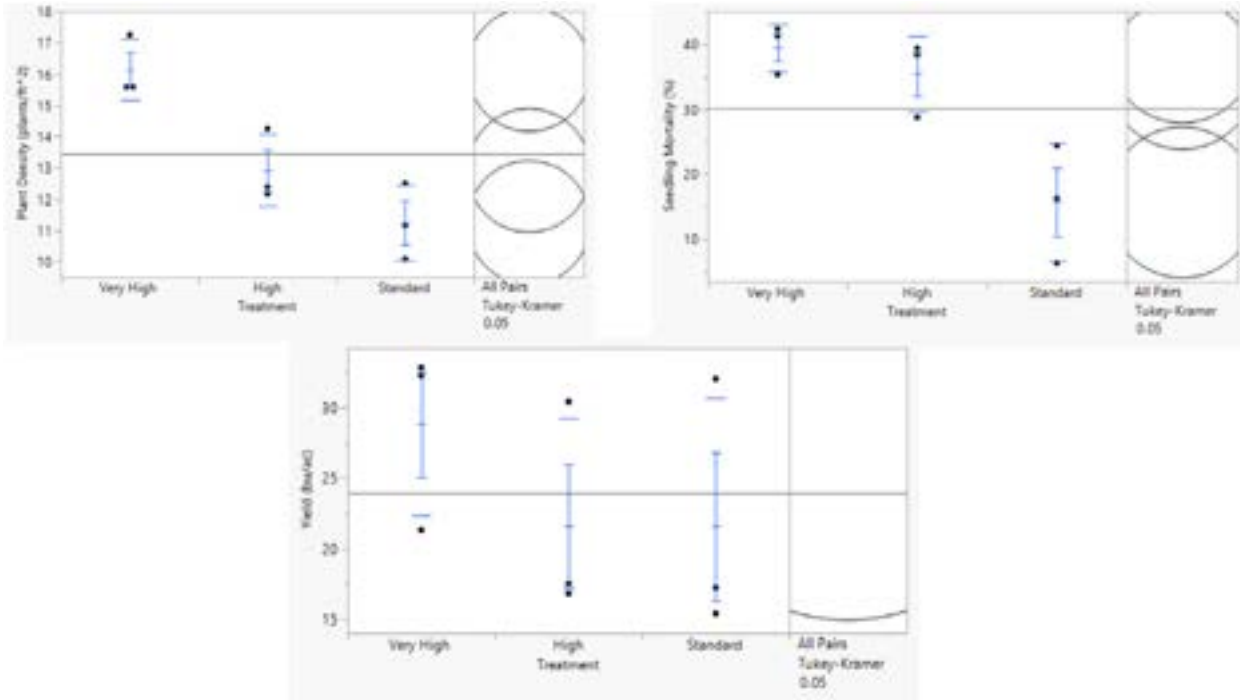 Plant Density (plants/ft^2)
18
17
16
15
14
13
12
11
10
Very High High Standard
Treatment
All Pairs
Tukey-Kramer
0.05
Seedling Mortality (%)
40
30
20
10
Very High High Standard
Treatment
All Pairs
Tukey-Kramer
0.05
Yield (Bra/ac)
30
25
20
15
Very High High Standard
Treatment
All Pairs
Tukey-Kramer
0.05